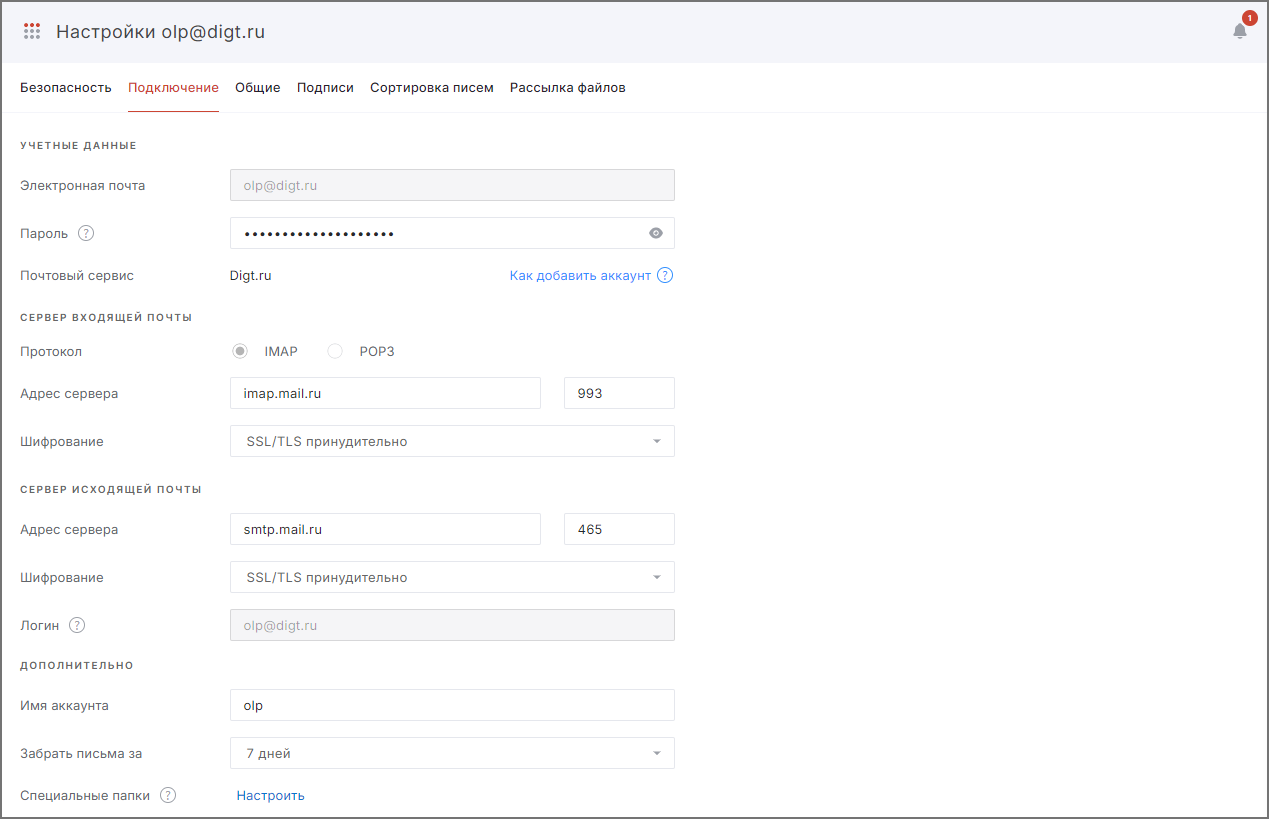 Настройки olp@digt.ru
1
Безопасность Подключение Общие Подписи Сортировка писем Рассылка файлов
УЧЕТНЫЕ ДАННЫЕ
Электронная почта olp@digt.ru
Пароль ? ••••••••••••••••••••
Почтовый сервис Digt.ru Как добавить аккаунт ?
СЕРВЕР ВХОДЯЩЕЙ ПОЧТЫ
Протокол IMAP POP3
Адрес сервера imap.mail.ru 993
Шифрование SSL/TLS принудительно
СЕРВЕР ИСХОДЯЩЕЙ ПОЧТЫ
Адрес сервера smtp.mail.ru 465
Шифрование SSL/TLS принудительно
Логин ? olp@digt.ru
ДОПОЛНИТЕЛЬНО
Имя аккаунта olp
Забрать письма за 7 дней
Специальные папки ? Настроить